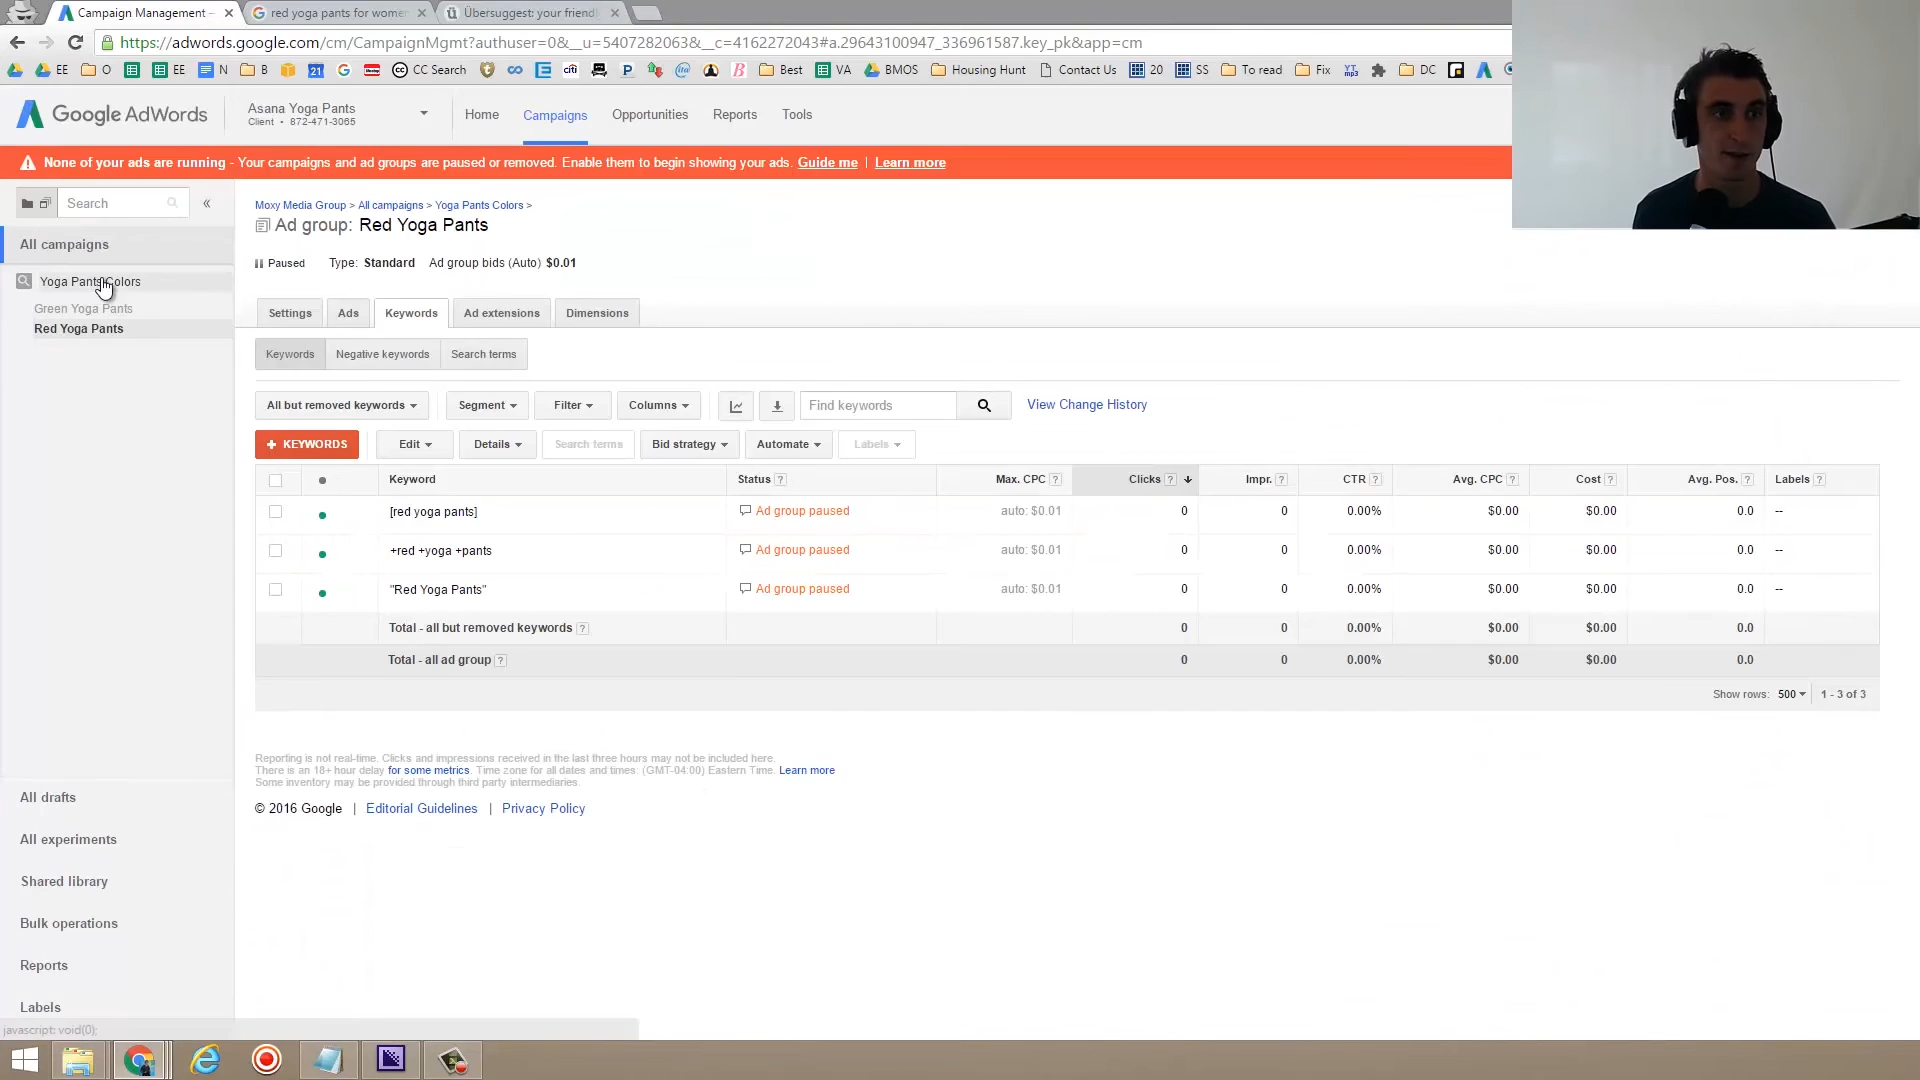 Campaign Management –
red yoga pants for women
Übersuggest: your friendl
https://adwords.google.com/cm/CampaignMgmt?authuser=0&__u=5407282063&__c=4162272043#a.29643100947_336961587.key_pk&app=cm
EE
O
EE
N
B
21
CC Search
citi
P
B
Best
VA
BMOS
Housing Hunt
Contact Us
20
SS
To read
Fix
DC
Google AdWords
Asana Yoga Pants
Client • 872-471-3065
Home
Campaigns
Opportunities
Reports
Tools
None of your ads are running - Your campaigns and ad groups are paused or removed. Enable them to begin showing your ads. Guide me | Learn more
Search
«
All campaigns
Yoga Pants Colors
Green Yoga Pants
Red Yoga Pants
All drafts
All experiments
Shared library
Bulk operations
Reports
Labels
javascript: void(0);
Moxy Media Group > All campaigns > Yoga Pants Colors >
Ad group: Red Yoga Pants
Paused Type: Standard Ad group bids (Auto) $0.01
Settings
Ads
Keywords
Ad extensions
Dimensions
Keywords
Negative keywords
Search terms
All but removed keywords
Segment
Filter
Columns
Find keywords
View Change History
+ KEYWORDS
Edit
Details
Search terms
Bid strategy
Automate
Labels
Keyword Status ? Max. CPC ? Clicks ? Impr. ? CTR ? Avg. CPC ? Cost ? Avg. Pos. ? Labels ?
[red yoga pants] Ad group paused auto: $0.01 0 0 0.00% $0.00 $0.00 0.0 --
+red +yoga +pants Ad group paused auto: $0.01 0 0 0.00% $0.00 $0.00 0.0 --
"Red Yoga Pants" Ad group paused auto: $0.01 0 0 0.00% $0.00 $0.00 0.0 --
Total - all but removed keywords ? 0 0 0.00% $0.00 $0.00 0.0
Total - all ad group ? 0 0 0.00% $0.00 $0.00 0.0
Show rows: 500 1 - 3 of 3
Reporting is not real-time. Clicks and impressions received in the last three hours may not be included here.
There is an 18+ hour delay for some metrics. Time zone for all dates and times: (GMT-04:00) Eastern Time. Learn more
Some inventory may be provided through third party intermediaries.
© 2016 Google | Editorial Guidelines | Privacy Policy